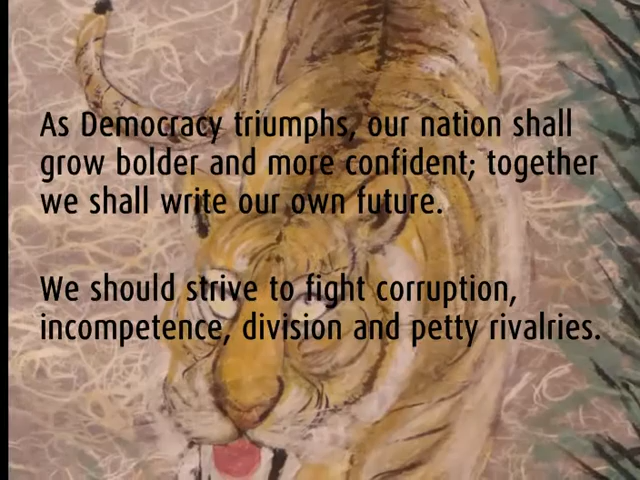 As Democracy triumphs, our nation shall
grow bolder and more confident; together
we shall write our own future.
We should strive to fight corruption,
incompetence, division and petty rivalries.